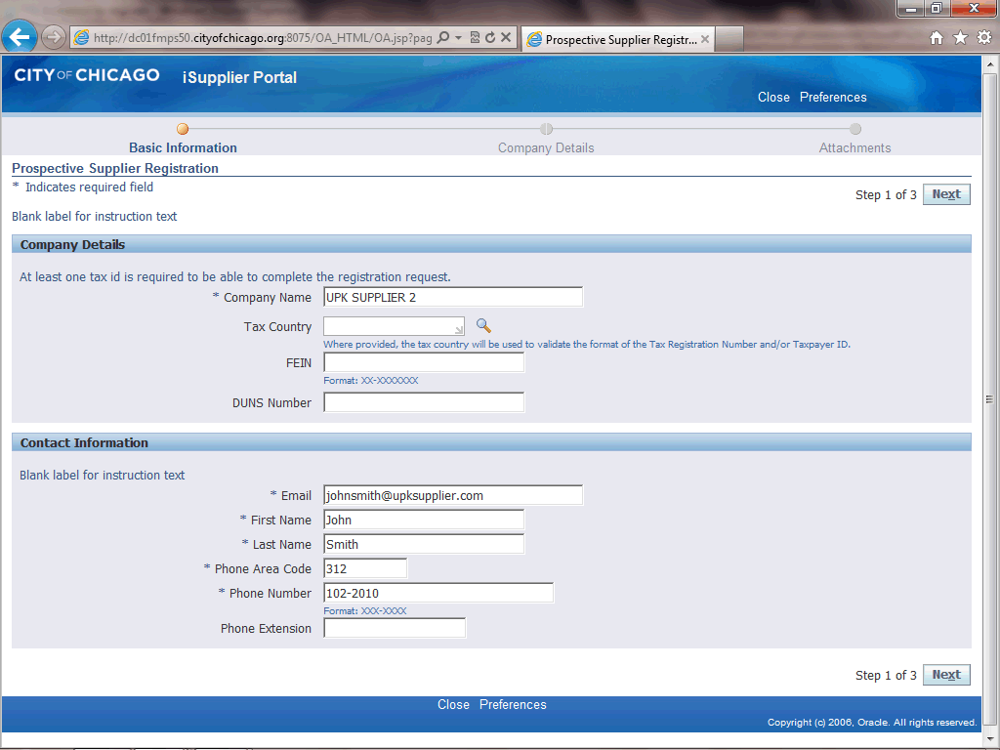 http://dc01fmps50.cityofchicago.org:8075/OA_HTML/OA.jsp?pag
Prospective Supplier Registr...
CITY OF CHICAGO iSupplier Portal
Close Preferences
Basic Information Company Details Attachments
Prospective Supplier Registration
* Indicates required field
Step 1 of 3 Next
Blank label for instruction text
Company Details
At least one tax id is required to be able to complete the registration request.
* Company Name UPK SUPPLIER 2
Tax Country
Where provided, the tax country will be used to validate the format of the Tax Registration Number and/or Taxpayer ID.
FEIN
Format: XX-XXXXXXX
DUNS Number
Contact Information
Blank label for instruction text
* Email johnsmith@upksupplier.com
* First Name John
* Last Name Smith
* Phone Area Code 312
* Phone Number 102-2010
Format: XXX-XXXX
Phone Extension
Step 1 of 3 Next
Close Preferences
Copyright (c) 2006, Oracle. All rights reserved.